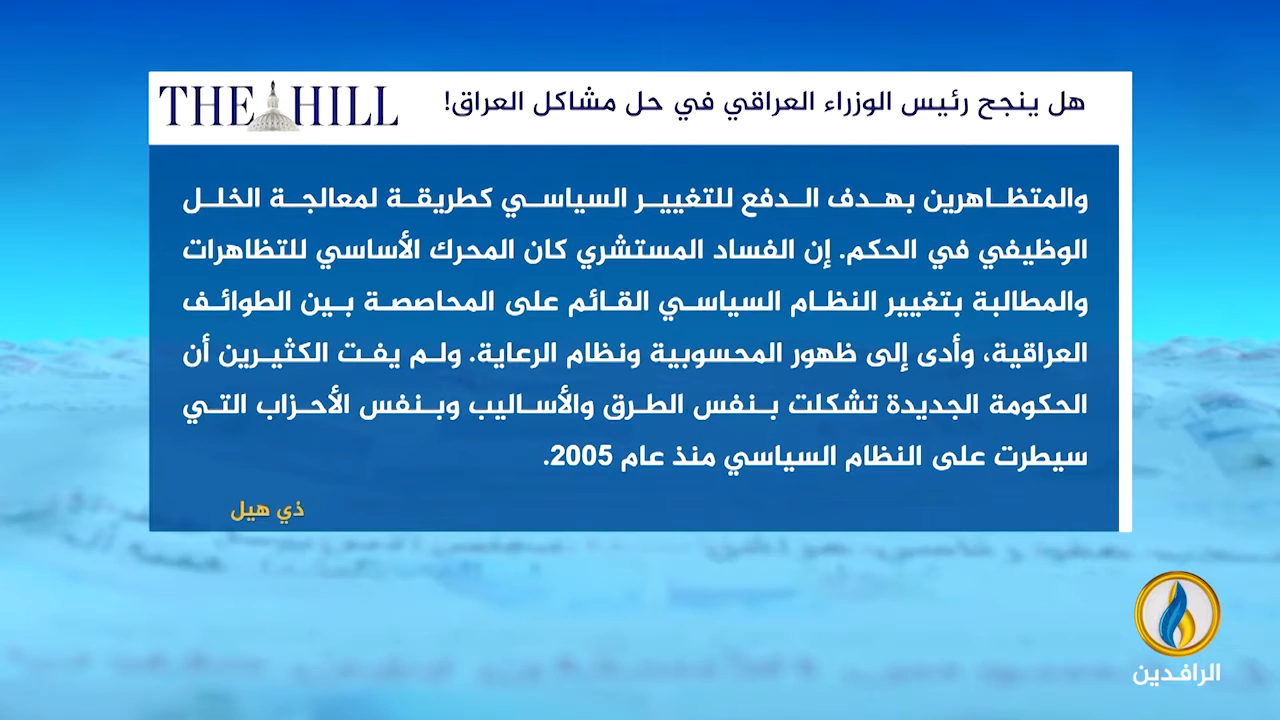 THE HILL
هل ينجح رئيس الوزراء العراقي في حل مشاكل العراق!
والمتظاهرين بهدف الدفع للتغيير السياسي كطريقة لمعالجة الخلل
الوظيفي في الحكم. إن الفساد المستشري كان المحرك الأساسي للتظاهرات
والمطالبة بتغيير النظام السياسي القائم على المحاصصة بين الطوائف
العراقية، وأدى إلى ظهور المحسوبية ونظام الرعاية. ولم يفت الكثيرين أن
الحكومة الجديدة تشكلت بنفس الطرق والأساليب وبنفس الأحزاب التي
سيطرت على النظام السياسي منذ عام 2005.
ذي هيل
الرافدين